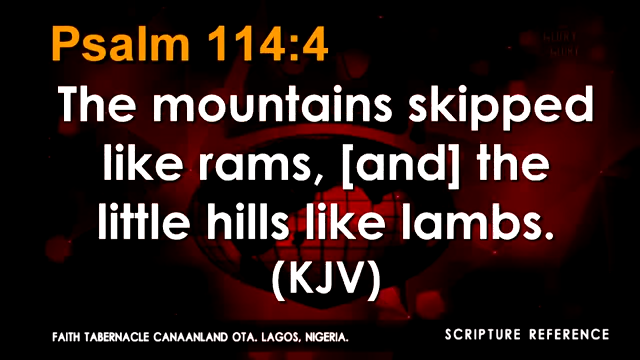 Psalm 114:4
The mountains skipped
like rams, [and] the
little hills like lambs.
(KJV)
FAITH TABERNACLE CANAANLAND OTA. LAGOS, NIGERIA.
SCRIPTURE REFERENCE